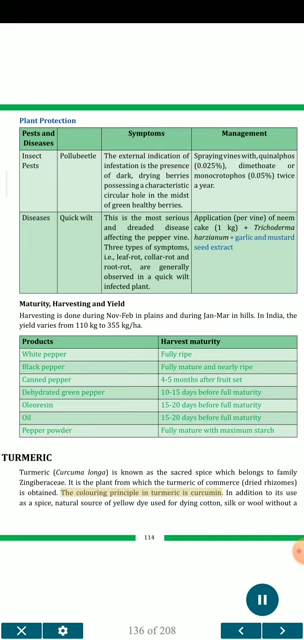 Plant Protection
Pests and Diseases Symptoms Management
Insect Pests Pollubeetle The external indication of infestation is the presence of dark, drying berries possessing a characteristic circular hole in the midst of green healthy berries. Spraying vines with, quinalphos (0.025%), dimethoate or monocrotophos (0.05%) twice a year.
Diseases Quick wilt This is the most serious and dreaded disease affecting the pepper vine. Three types of symptoms, i.e., leaf-rot, collar-rot and root-rot, are generally observed in a quick wilt infected plant. Application (per vine) of neem cake (1 kg) + Trichoderma harzianum + garlic and mustard seed extract
Maturity, Harvesting and Yield
Harvesting is done during Nov-Feb in plains and during Jan-Mar in hills. In India, the
yield varies from 110 kg to 355 kg/ha.
Products Harvest maturity
White pepper Fully ripe
Black pepper Fully mature and nearly ripe
Canned pepper 4-5 months after fruit set
Dehydrated green pepper 10-15 days before full maturity
Oleoresin 15-20 days before full maturity
Oil 15-20 days before full maturity
Pepper powder Fully mature with maximum starch
TURMERIC
Turmeric (Curcuma longa) is known as the sacred spice which belongs to family
Zingiberaceae. It is the plant from which the turmeric of commerce (dried rhizomes)
is obtained. The colouring principle in turmeric is curcumin. In addition to its use
as a spice, natural source of yellow dye used for dying cotton, silk or wool without a
114
136 of 208